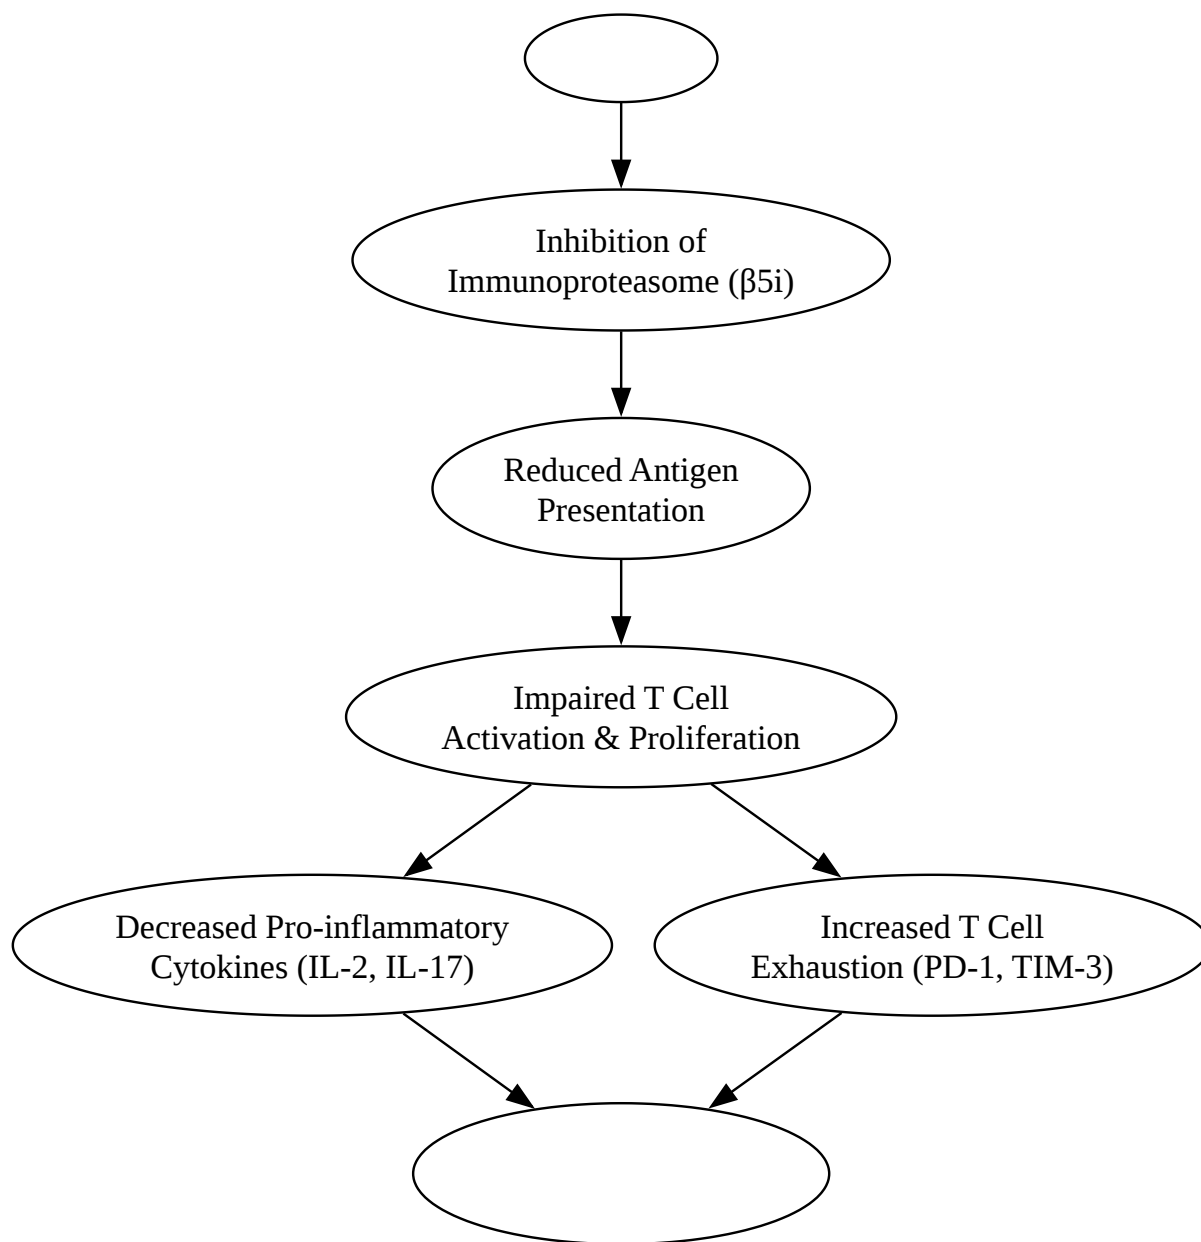 Inhibition of
Immunoproteasome (β5i)
Reduced Antigen
Presentation
Impaired T Cell
Activation & Proliferation
Decreased Pro-inflammatory
Cytokines (IL-2, IL-17)
Increased T Cell
Exhaustion (PD-1, TIM-3)